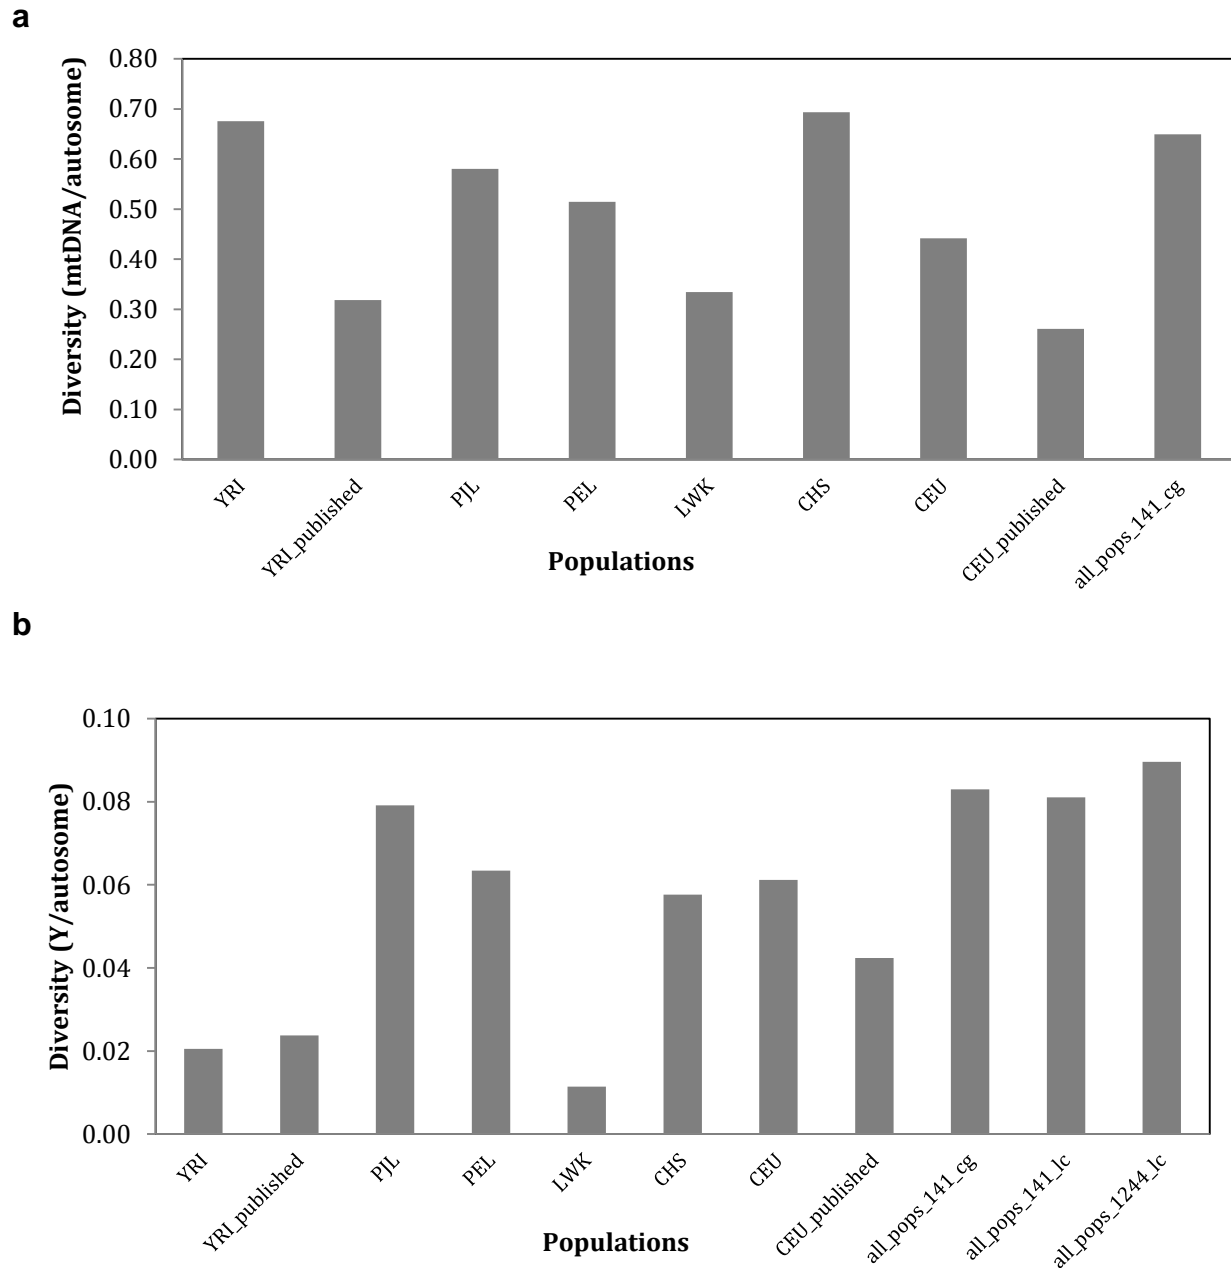 a
Diversity (mtDNA/autosome)
0.80
0.70
0.60
0.50
0.40
0.30
0.20
0.10
0.00
YRI
YRI_published
PJL
PEL
LWK
CHS
CEU
CEU_published
all_pops_141_cg
Populations
b
Diversity (Y/autosome)
0.10
0.08
0.06
0.04
0.02
0.00
YRI
YRI_published
PJL
PEL
LWK
CHS
CEU
CEU_published
all_pops_141_cg
all_pops_141_lc
all_pops_1244_lc
Populations